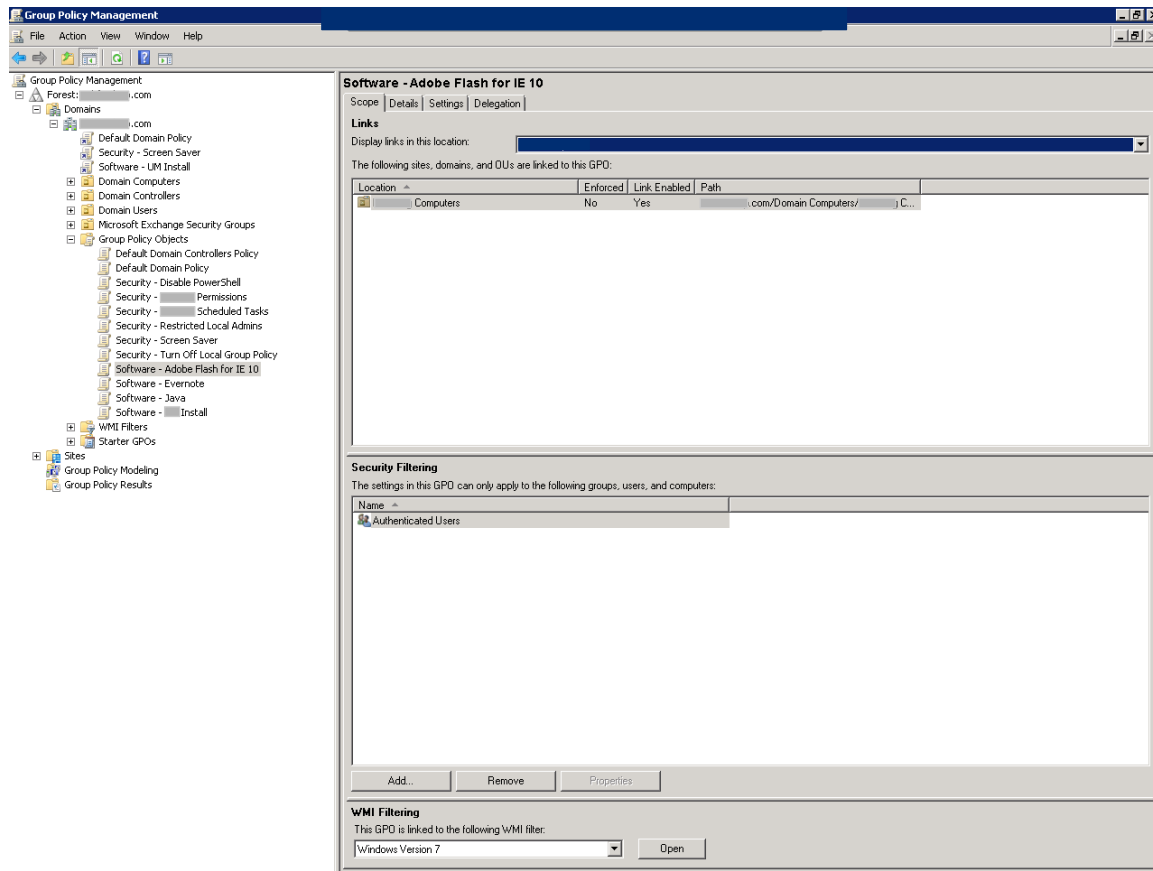 Group Policy Management
File Action View Window Help
Group Policy Management
Forest: .com
Domains
.com
Default Domain Policy
Security - Screen Saver
Software - UM Install
Domain Computers
Domain Controllers
Domain Users
Microsoft Exchange Security Groups
Group Policy Objects
Default Domain Controllers Policy
Default Domain Policy
Security - Disable PowerShell
Security - Permissions
Security - Scheduled Tasks
Security - Restricted Local Admins
Security - Screen Saver
Security - Turn Off Local Group Policy
Software - Adobe Flash for IE 10
Software - Evernote
Software - Java
Software - Install
WMI Filters
Starter GPOs
Sites
Group Policy Modeling
Group Policy Results
Software - Adobe Flash for IE 10
Scope Details Settings Delegation
Links
Display links in this location:
The following sites, domains, and OUs are linked to this GPO:
Location Enforced Link Enabled Path
Computers No Yes .com/Domain Computers/ C...
Security Filtering
The settings in this GPO can only apply to the following groups, users, and computers:
Name
Authenticated Users
Add... Remove Properties
WMI Filtering
This GPO is linked to the following WMI filter:
Windows Version 7 Open